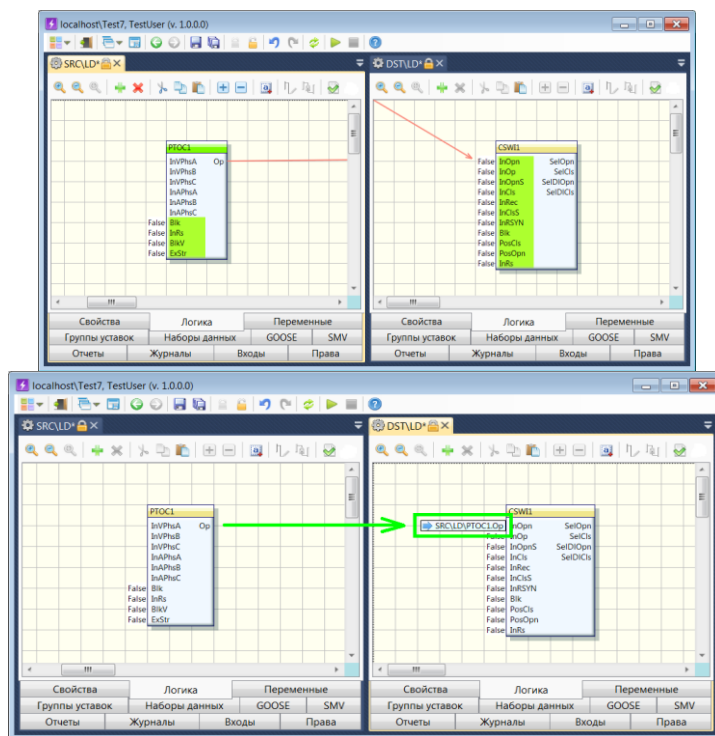 localhost\Test7, TestUser (v. 1.0.0.0)
SRC\LD*
DST\LD*
PTOC1
InVPhsA Op
InVPhsB
InVPhsC
InAPhsA
InAPhsB
InAPhsC
False Blk
False InRs
False BlkV
False ExStr
CSWI1
False InOpn SelOpn
False InOp SelCls
False InOpnS SelDlOpn
False InCls SelDlCls
False InRec
False InClsS
False InRSYN
False Blk
False PosCls
False PosOpn
False InRs
Свойства Логика Переменные
Группы уставок Наборы данных GOOSE SMV
Отчеты Журналы Входы Права
Свойства Логика Переменные
Группы уставок Наборы данных GOOSE SMV
Отчеты Журналы Входы Права
localhost\Test7, TestUser (v. 1.0.0.0)
SRC\LD*
DST\LD*
PTOC1
InVPhsA Op
InVPhsB
InVPhsC
InAPhsA
InAPhsB
InAPhsC
False Blk
False InRs
False BlkV
False ExStr
CSWI1
SRC\LD\PTOC1.Op InOpn SelOpn
False InOp SelCls
False InOpnS SelDlOpn
False InCls SelDlCls
False InRec
False InClsS
False InRSYN
False Blk
False PosCls
False PosOpn
False InRs
Свойства Логика Переменные
Группы уставок Наборы данных GOOSE SMV
Отчеты Журналы Входы Права
Свойства Логика Переменные
Группы уставок Наборы данных GOOSE SMV
Отчеты Журналы Входы Права